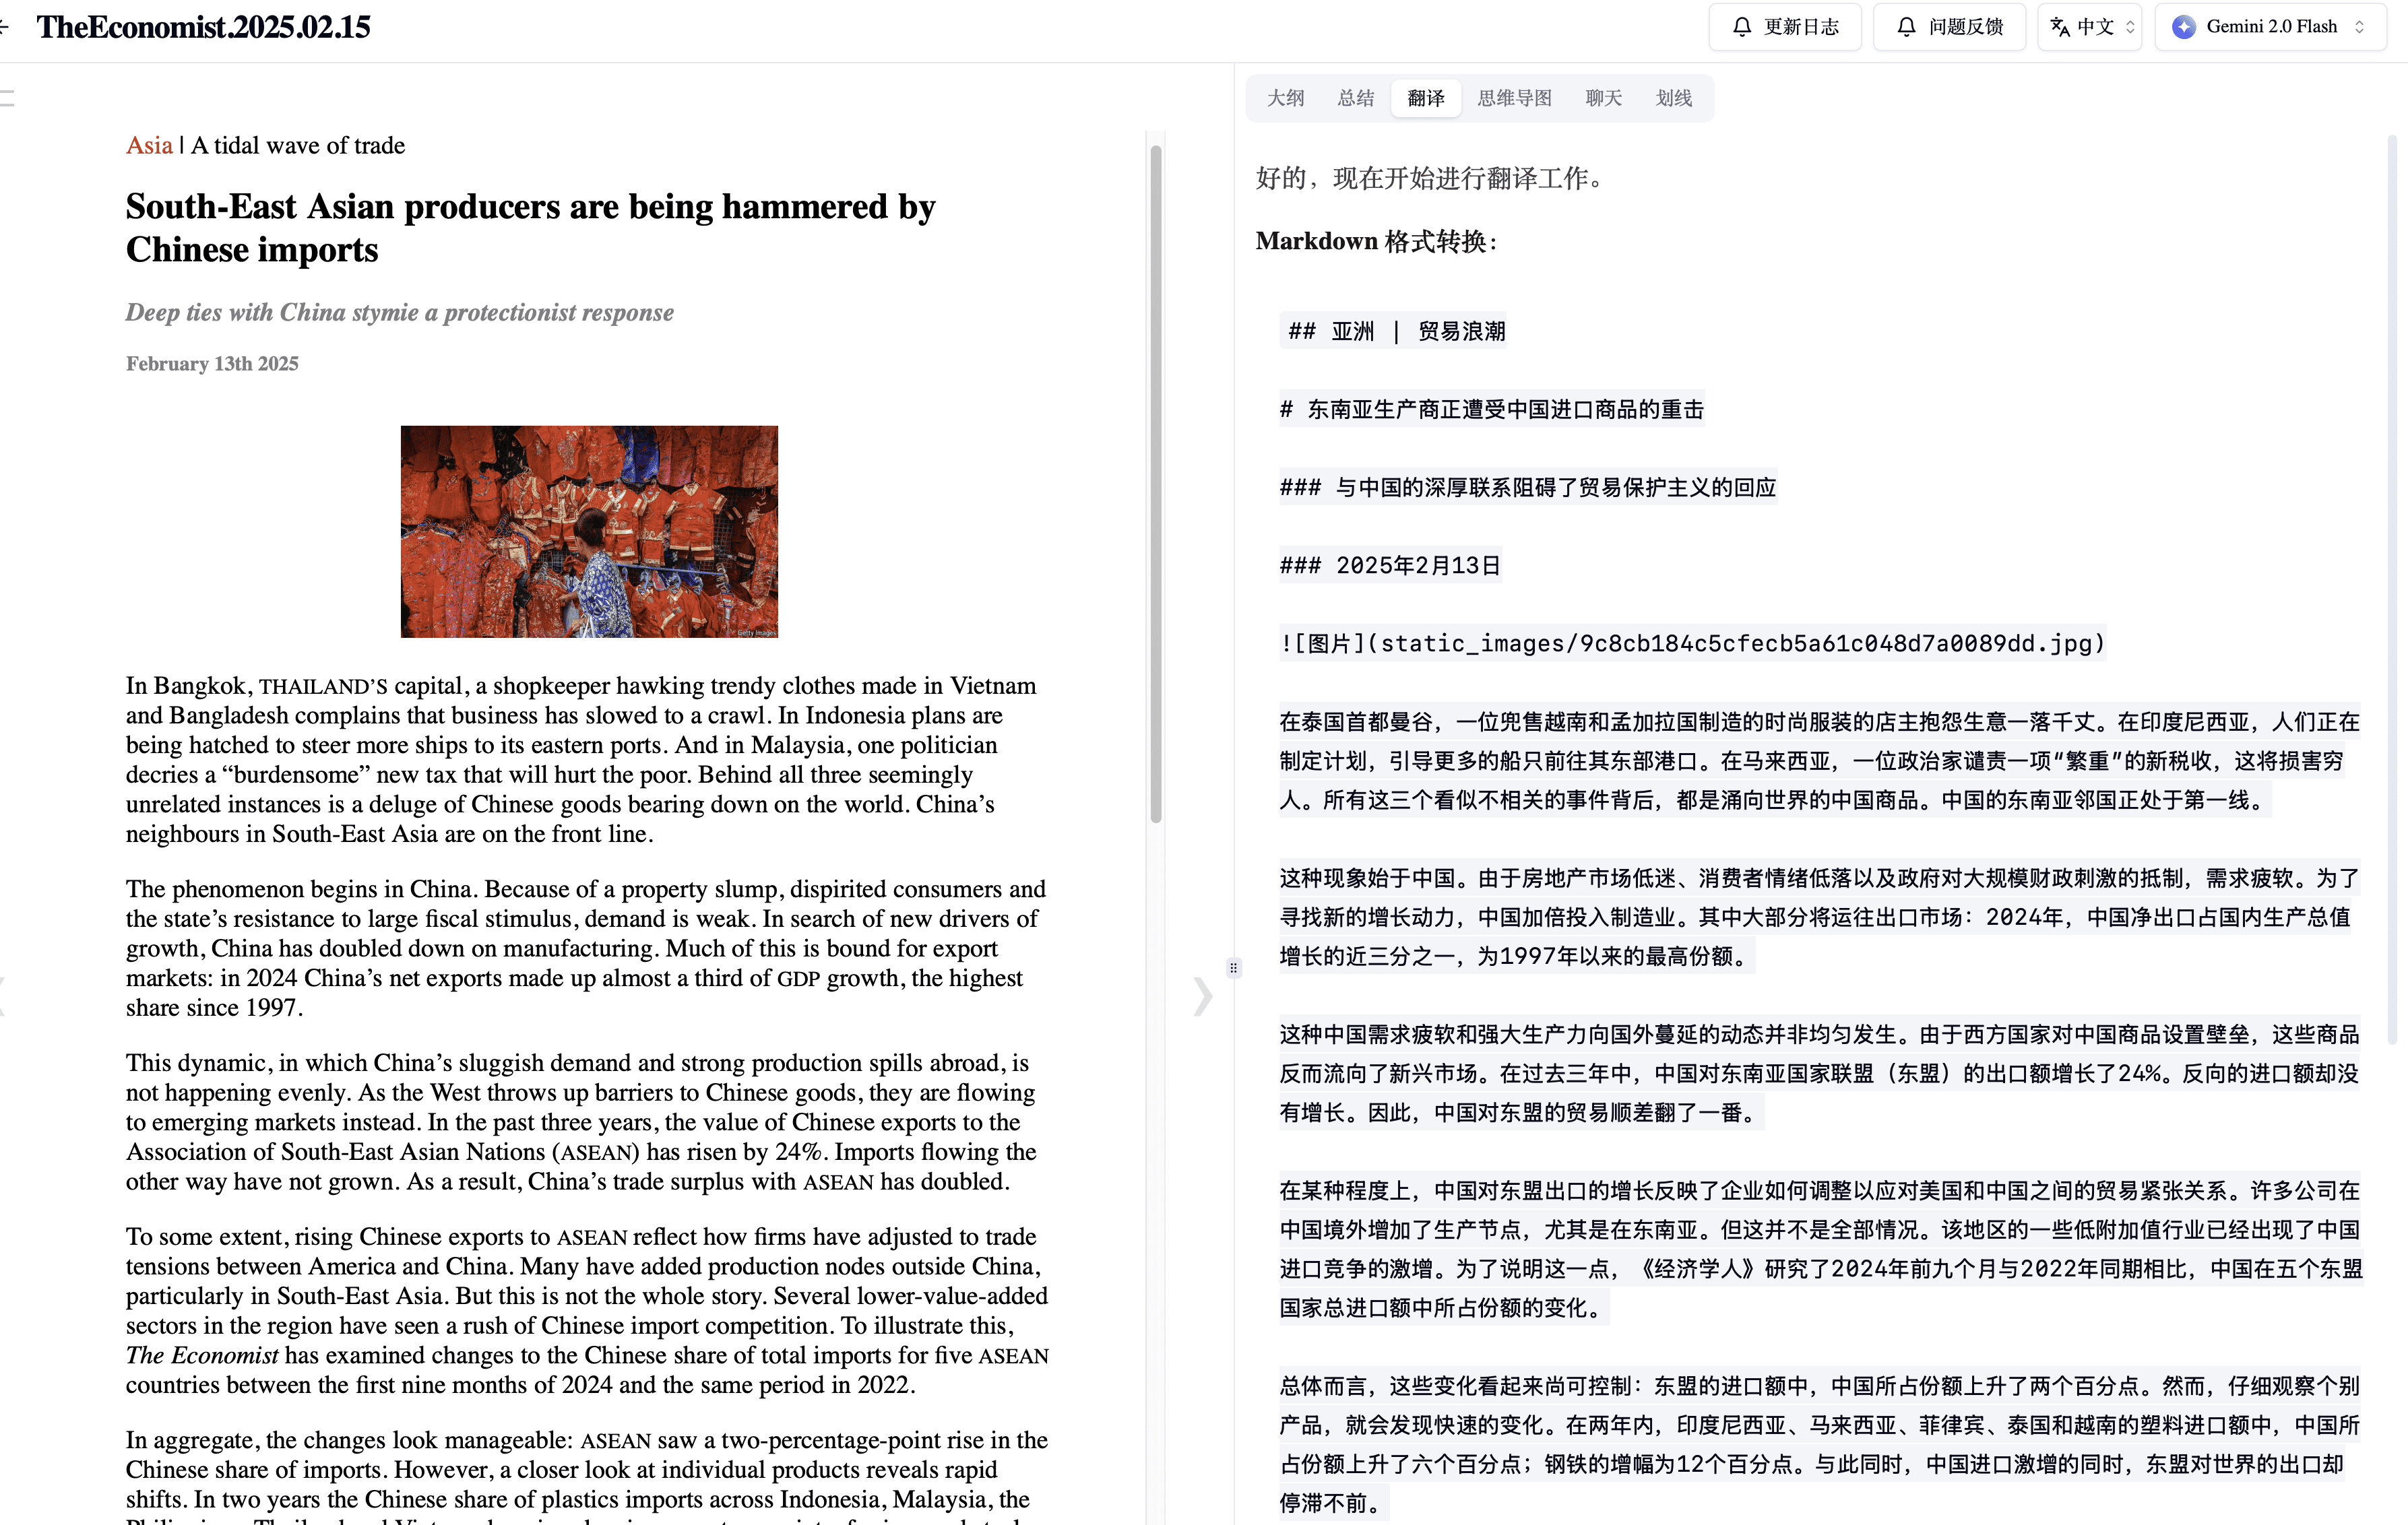 TheEconomist.2025.02.15
更新日志
问题反馈
中文
Gemini 2.0 Flash
Asia | A tidal wave of trade
South-East Asian producers are being hammered by
Chinese imports
Deep ties with China stymie a protectionist response
February 13th 2025
Getty Images
In Bangkok, THAILAND’S capital, a shopkeeper hawking trendy clothes made in Vietnam
and Bangladesh complains that business has slowed to a crawl. In Indonesia plans are
being hatched to steer more ships to its eastern ports. And in Malaysia, one politician
decries a “burdensome” new tax that will hurt the poor. Behind all three seemingly
unrelated instances is a deluge of Chinese goods bearing down on the world. China’s
neighbours in South-East Asia are on the front line.
The phenomenon begins in China. Because of a property slump, dispirited consumers and
the state’s resistance to large fiscal stimulus, demand is weak. In search of new drivers of
growth, China has doubled down on manufacturing. Much of this is bound for export
markets: in 2024 China’s net exports made up almost a third of GDP growth, the highest
share since 1997.
This dynamic, in which China’s sluggish demand and strong production spills abroad, is
not happening evenly. As the West throws up barriers to Chinese goods, they are flowing
to emerging markets instead. In the past three years, the value of Chinese exports to the
Association of South-East Asian Nations (ASEAN) has risen by 24%. Imports flowing the
other way have not grown. As a result, China’s trade surplus with ASEAN has doubled.
To some extent, rising Chinese exports to ASEAN reflect how firms have adjusted to trade
tensions between America and China. Many have added production nodes outside China,
particularly in South-East Asia. But this is not the whole story. Several lower-value-added
sectors in the region have seen a rush of Chinese import competition. To illustrate this,
The Economist has examined changes to the Chinese share of total imports for five ASEAN
countries between the first nine months of 2024 and the same period in 2022.
In aggregate, the changes look manageable: ASEAN saw a two-percentage-point rise in the
Chinese share of imports. However, a closer look at individual products reveals rapid
shifts. In two years the Chinese share of plastics imports across Indonesia, Malaysia, the
大纲
总结
翻译
思维导图
聊天
划线
好的，现在开始进行翻译工作。
Markdown 格式转换：
## 亚洲 | 贸易浪潮
# 东南亚生产商正遭受中国进口商品的重击
### 与中国的深厚联系阻碍了贸易保护主义的回应
### 2025年2月13日
![图片](static_images/9c8cb184c5cfecb5a61c048d7a0089dd.jpg)
在泰国首都曼谷，一位兜售越南和孟加拉国制造的时尚服装的店主抱怨生意一落千丈。在印度尼西亚，人们正在
制定计划，引导更多的船只前往其东部港口。在马来西亚，一位政治家谴责一项“繁重”的新税收，这将损害穷
人。所有这三个看似不相关的事件背后，都是涌向世界的中国商品。中国的东南亚邻国正处于第一线。
这种现象始于中国。由于房地产市场低迷、消费者情绪低落以及政府对大规模财政刺激的抵制，需求疲软。为了
寻找新的增长动力，中国加倍投入制造业。其中大部分将运往出口市场：2024年，中国净出口占国内生产总值
增长的近三分之一，为1997年以来的最高份额。
这种中国需求疲软和强大生产力向国外蔓延的动态并非均匀发生。由于西方国家对中国商品设置壁垒，这些商品
反而流向了新兴市场。在过去三年中，中国对东南亚国家联盟（东盟）的出口额增长了24%。反向的进口额却没
有增长。因此，中国对东盟的贸易顺差翻了一番。
在某种程度上，中国对东盟出口的增长反映了企业如何调整以应对美国和中国之间的贸易紧张关系。许多公司在
中国境外增加了生产节点，尤其是在东南亚。但这并不是全部情况。该地区的一些低附加值行业已经出现了中国
进口竞争的激增。为了说明这一点，《经济学人》研究了2024年前九个月与2022年同期相比，中国在五个东盟
国家总进口额中所占份额的变化。
总体而言，这些变化看起来尚可控制：东盟的进口额中，中国所占份额上升了两个百分点。然而，仔细观察个别
产品，就会发现快速的变化。在两年内，印度尼西亚、马来西亚、菲律宾、泰国和越南的塑料进口额中，中国所
占份额上升了六个百分点；钢铁的增幅为12个百分点。与此同时，中国进口激增的同时，东盟对世界的出口却
停滞不前。